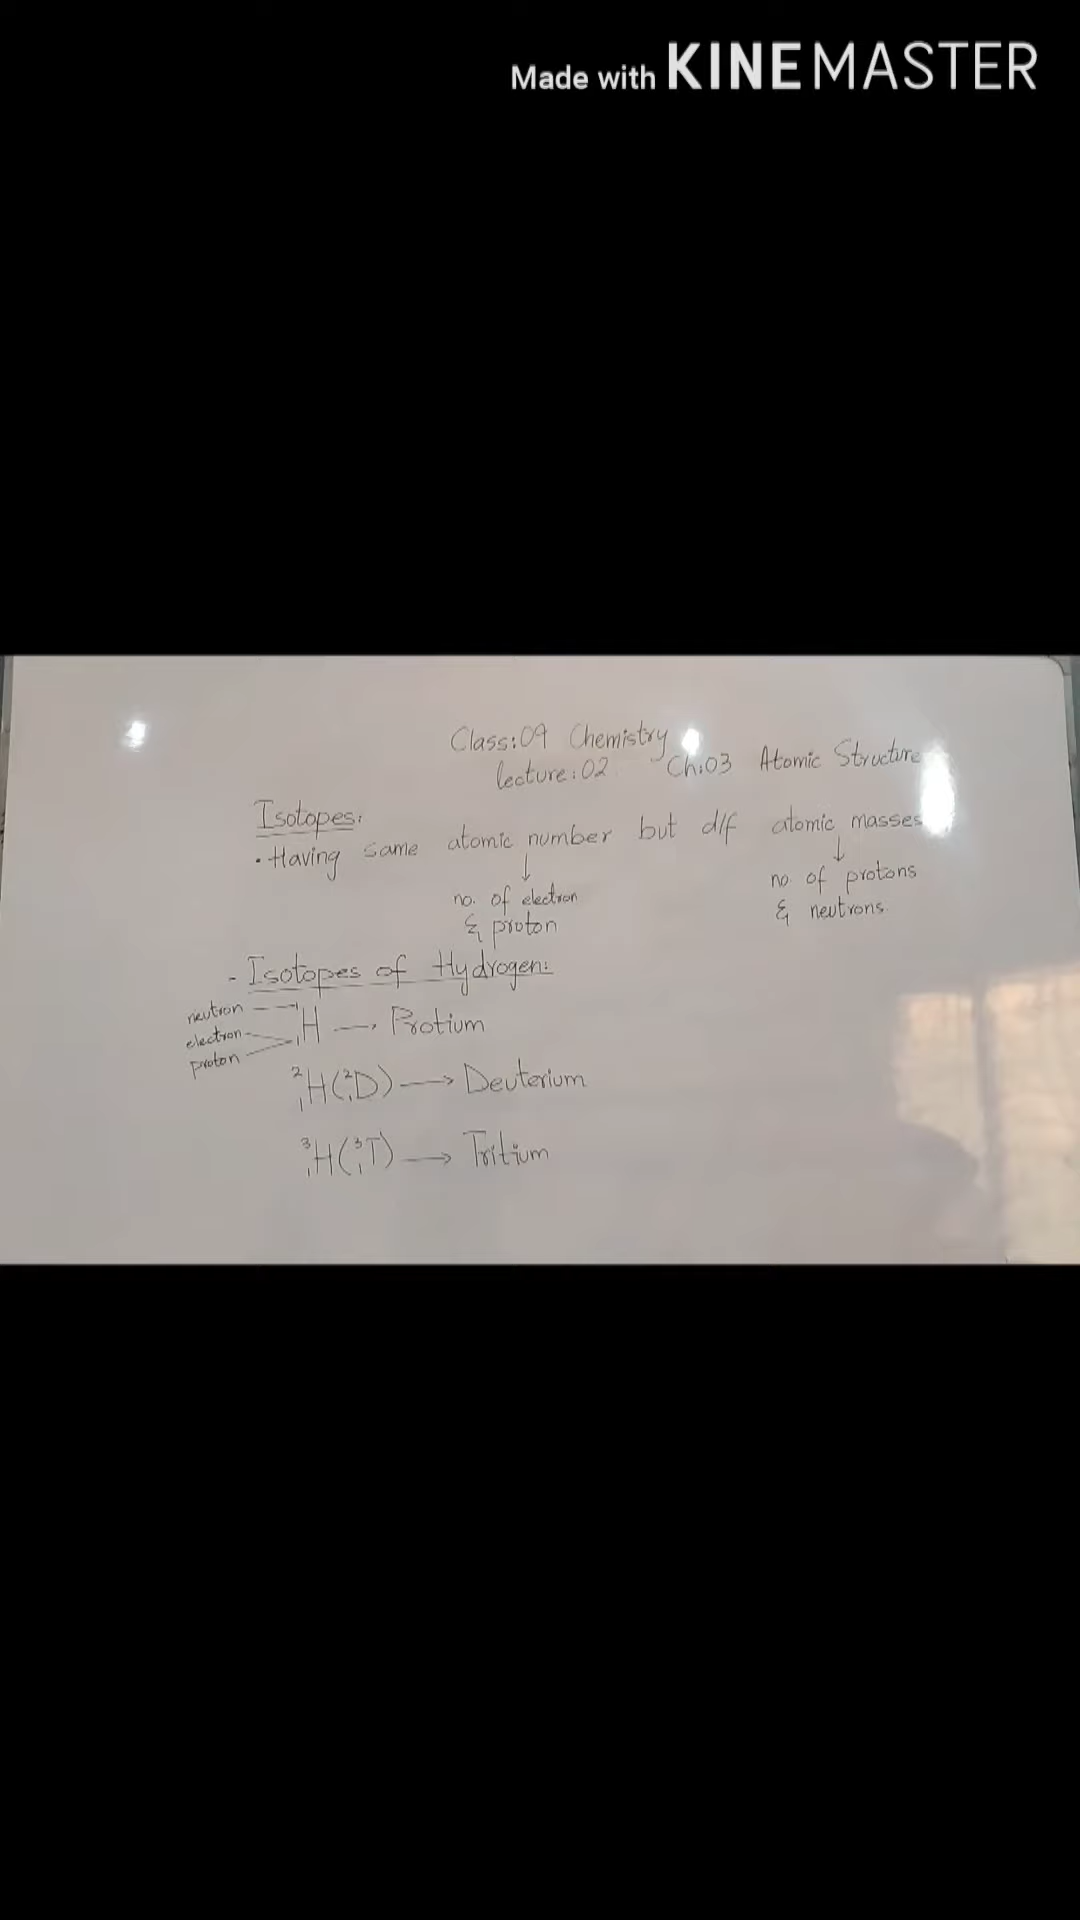 Made with KINEMASTER
Class:09 Chemistry
lecture:02 Ch:03 Atomic Structure
Isotopes:
• Having same atomic number but d/f atomic masses
↓ ↓
no. of electron no. of protons
& proton & neutrons.
- Isotopes of Hydrogen:
neutron
electron ¹₁H → Protium
proton
²₁H(²₁D) → Deuterium
³₁H(³₁T) → Tritium